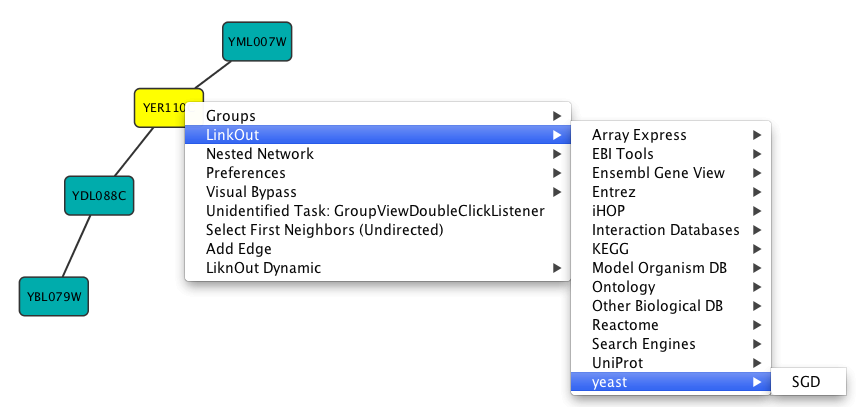 YML007W
YER110
YDL088C
YBL079W
Groups
LinkOut
Nested Network
Preferences
Visual Bypass
Unidentified Task: GroupViewDoubleClickListener
Select First Neighbors (Undirected)
Add Edge
LiknOut Dynamic
Array Express
EBI Tools
Ensembl Gene View
Entrez
iHOP
Interaction Databases
KEGG
Model Organism DB
Ontology
Other Biological DB
Reactome
Search Engines
UniProt
yeast
SGD